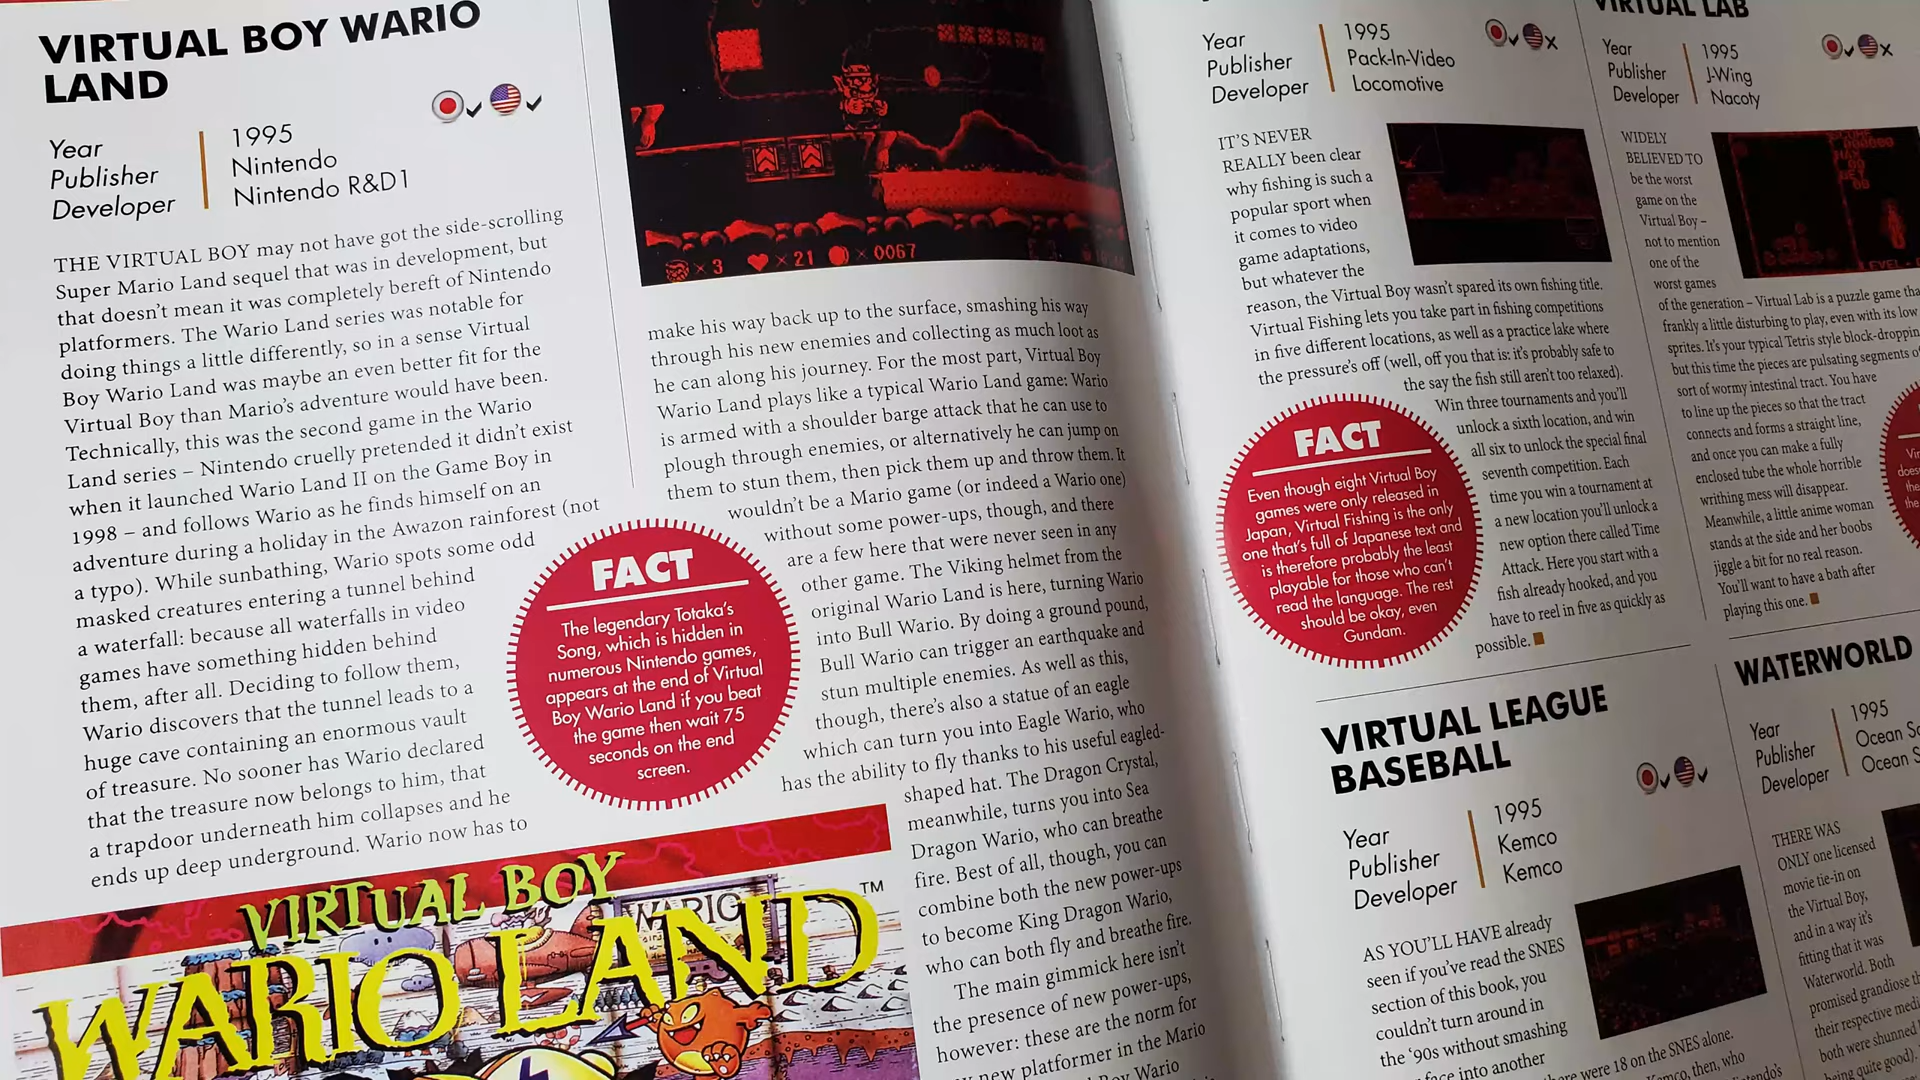 VIRTUAL BOY WARIO
LAND
Year
Publisher
Developer
1995
Nintendo
Nintendo R&D1
THE VIRTUAL BOY may not have got the side-scrolling
Super Mario Land sequel that was in development, but
that doesn't mean it was completely bereft of Nintendo
platformers. The Wario Land series was notable for
doing things a little differently, so in a sense Virtual
Boy Wario Land was maybe an even better fit for the
Virtual Boy than Mario's adventure would have been.
Technically, this was the second game in the Wario
Land series – Nintendo cruelly pretended it didn't exist
when it launched Wario Land II on the Game Boy in
1998 – and follows Wario as he finds himself on an
adventure during a holiday in the Awazon rainforest (not
a typo). While sunbathing, Wario spots some odd
masked creatures entering a tunnel behind
a waterfall: because all waterfalls in video
games have something hidden behind
them, after all. Deciding to follow them,
Wario discovers that the tunnel leads to a
huge cave containing an enormous vault
of treasure. No sooner has Wario declared
that the treasure now belongs to him, that
a trapdoor underneath him collapses and he
ends up deep underground. Wario now has to
FACT
The legendary Totaka's
Song, which is hidden in
numerous Nintendo games,
appears at the end of Virtual
Boy Wario Land if you beat
the game then wait 75
seconds on the end
screen.
VIRTUAL BOY
WARIO LAND
TM
WARIO
×3 ×21 ×0067
make his way back up to the surface, smashing his way
through his new enemies and collecting as much loot as
he can along his journey. For the most part, Virtual Boy
Wario Land plays like a typical Wario Land game: Wario
is armed with a shoulder barge attack that he can use to
plough through enemies, or alternatively he can jump on
them to stun them, then pick them up and throw them. It
wouldn't be a Mario game (or indeed a Wario one)
without some power-ups, though, and there
are a few here that were never seen in any
other game. The Viking helmet from the
original Wario Land is here, turning Wario
into Bull Wario. By doing a ground pound,
Bull Wario can trigger an earthquake and
stun multiple enemies. As well as this,
though, there's also a statue of an eagle
which can turn you into Eagle Wario, who
has the ability to fly thanks to his useful eagled-
shaped hat. The Dragon Crystal,
meanwhile, turns you into Sea
Dragon Wario, who can breathe
fire. Best of all, though, you can
combine both the new power-ups
to become King Dragon Wario,
who can both fly and breathe fire.
The main gimmick here isn't
the presence of new power-ups,
however: these are the norm for
new platformer in the Mario
Boy Wario
Year
Publisher
Developer
1995
Pack-In-Video
Locomotive
IT'S NEVER
REALLY been clear
why fishing is such a
popular sport when
it comes to video
game adaptations,
but whatever the
reason, the Virtual Boy wasn't spared its own fishing title.
Virtual Fishing lets you take part in fishing competitions
in five different locations, as well as a practice lake where
the pressure's off (well, off you that is: it's probably safe to
the say the fish still aren't too relaxed).
Win three tournaments and you'll
unlock a sixth location, and win
all six to unlock the special final
seventh competition. Each
time you win a tournament at
a new location you'll unlock a
new option there called Time
Attack. Here you start with a
fish already hooked, and you
have to reel in five as quickly as
possible.
FACT
Even though eight Virtual Boy
games were only released in
Japan, Virtual Fishing is the only
one that's full of Japanese text and
is therefore probably the least
playable for those who can't
read the language. The rest
should be okay, even
Gundam.
VIRTUAL LEAGUE
BASEBALL
Year
Publisher
Developer
1995
Kemco
Kemco
AS YOU'LL HAVE already
seen if you've read the SNES
section of this book, you
couldn't turn around in
the '90s without smashing
face into another
were 18 on the SNES alone.
Kemco, then, who
VIRTUAL LAB
Year
Publisher
Developer
1995
J-Wing
Nacoty
WIDELY
BELIEVED TO
be the worst
game on the
Virtual Boy –
not to mention
one of the
worst games
of the generation – Virtual Lab is a puzzle game that
frankly a little disturbing to play, even with its low
sprites. It's your typical Tetris style block-dropping
but this time the pieces are pulsating segments of
sort of wormy intestinal tract. You have
to line up the pieces so that the tract
connects and forms a straight line,
and once you can make a fully
enclosed tube the whole horrible
writhing mess will disappear.
Meanwhile, a little anime woman
stands at the side and her boobs
jiggle a bit for no real reason.
You'll want to have a bath after
playing this one.
WATERWORLD
Year
Publisher
Developer
1995
Ocean
Ocean
THERE WAS
ONLY one licensed
movie tie-in on
the Virtual Boy,
and in a way it's
fitting that it was
Waterworld. Both
promised grandiose
their respective
both were shunned
being quite good).